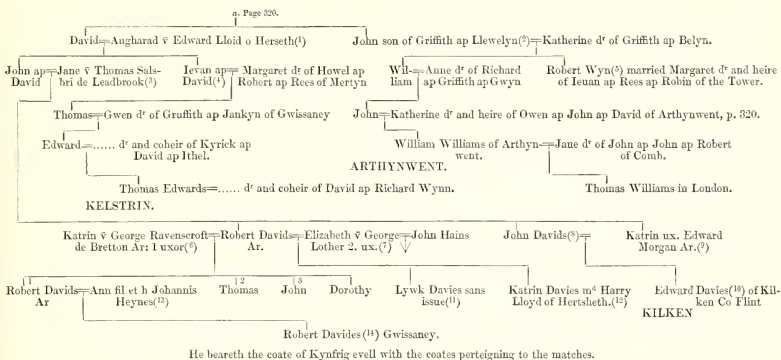 a. Page 320.
David=Angharad v̄ Edward Lloid o Herseth(¹) John son of Griffith ap Llewelyn(²)=Katherine dʳ of Griffith ap Belyn.
John ap=Jane v̄ Thomas Sals- Ievan ap= Margaret dʳ of Howel ap Wil-=Anne dʳ of Richard Robert Wyn(⁵) married Margaret dʳ and heire
David bri de Leadbrook(³) David(⁴) Robert ap Rees of Mertyn liam ap Griffith ap Gwyn of Ieuan ap Rees ap Robin of the Tower.
Thomas=Gwen dʳ of Gruffith ap Jankyn of Gwissaney John=Katherine dʳ and heire of Owen ap John ap David of Arthynwent, p. 320.
Edward=...... dʳ and coheir of Kyrick ap William Williams of Arthyn-=Jane dʳ of John ap John ap Robert
David ap Ithel. went. of Comb.
ARTHYNWENT.
Thomas Edwards=...... dʳ and coheir of David ap Richard Wynn. Thomas Williams in London.
KELSTRIN.
Katrin v̄ George Ravenscroft=Robert Davids=Elizabeth v̄ George=John Hains John Davids(⁸)= Katrin ux. Edward
de Bretton Ar: 1 uxor(⁶) Ar. Lother 2. ux.(⁷) Morgan Ar.(⁹)
1 2 3
Robert Davids=Ann fil et h Johannis Thomas John Dorothy Lywk Davies sans Katrin Davies mᵈ Harry Edward Davies(¹⁰) of Kil-
Ar Heynes(¹³) issue(¹¹) Lloyd of Hertsheth.(¹²) ken Co Flint
KILKEN
Robert Davides(¹⁴) Gwissaney.
He beareth the coate of Kynfrig evell with the coates perteigning to the matches.